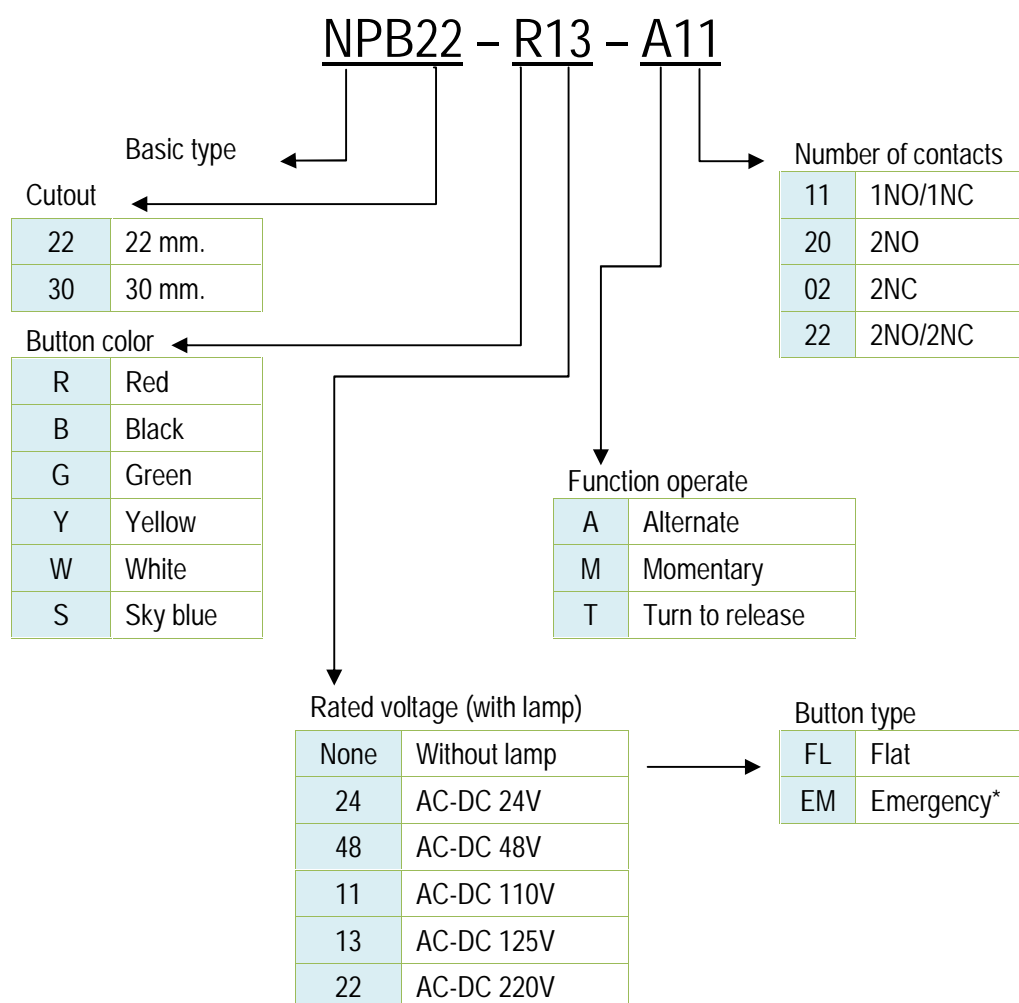 NPB22 – R13 – A11
Basic type
Cutout
22 22 mm.
30 30 mm.
Button color
R Red
B Black
G Green
Y Yellow
W White
S Sky blue
Number of contacts
11 1NO/1NC
20 2NO
02 2NC
22 2NO/2NC
Function operate
A Alternate
M Momentary
T Turn to release
Rated voltage (with lamp)
None Without lamp
24 AC-DC 24V
48 AC-DC 48V
11 AC-DC 110V
13 AC-DC 125V
22 AC-DC 220V
Button type
FL Flat
EM Emergency*